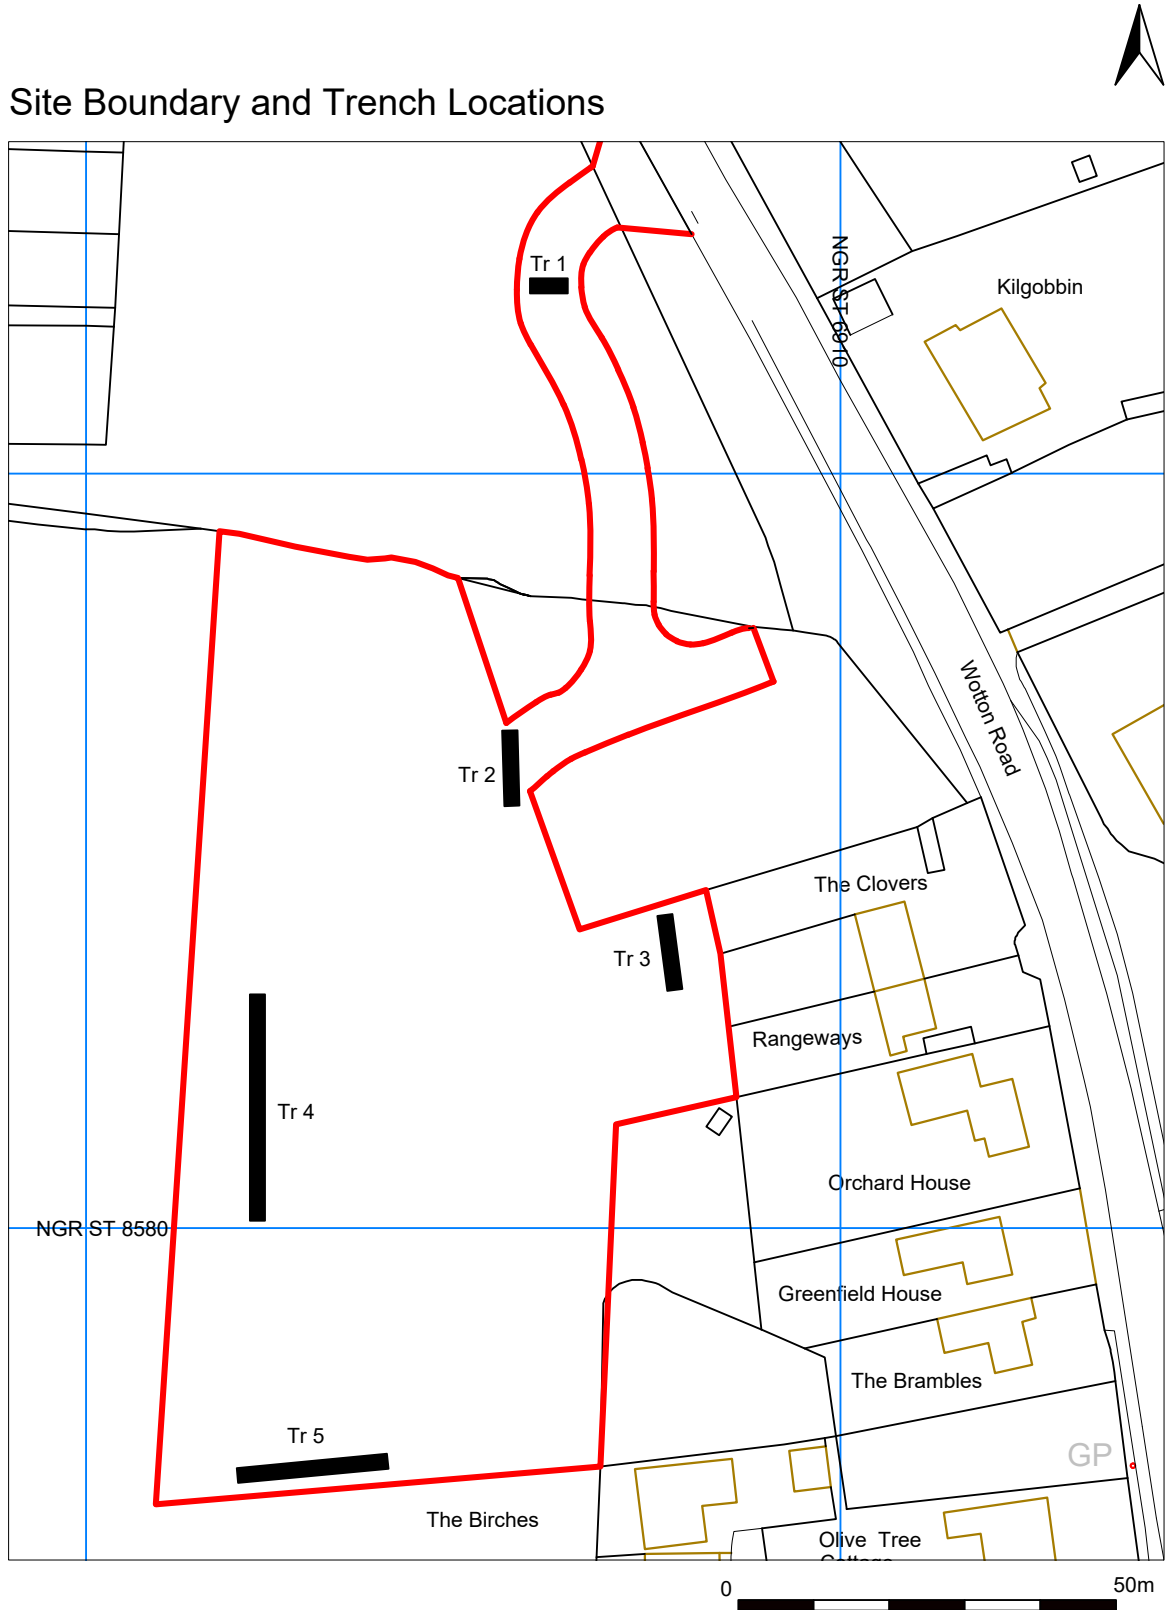 Site Boundary and Trench Locations
Tr 1
NGR ST 6910
Kilgobbin
Wotton Road
Tr 2
The Clovers
Tr 3
Rangeways
Tr 4
Orchard House
NGR ST 8580
Greenfield House
The Brambles
Tr 5
GP
The Birches
Olive Tree
Cottage
0
50m